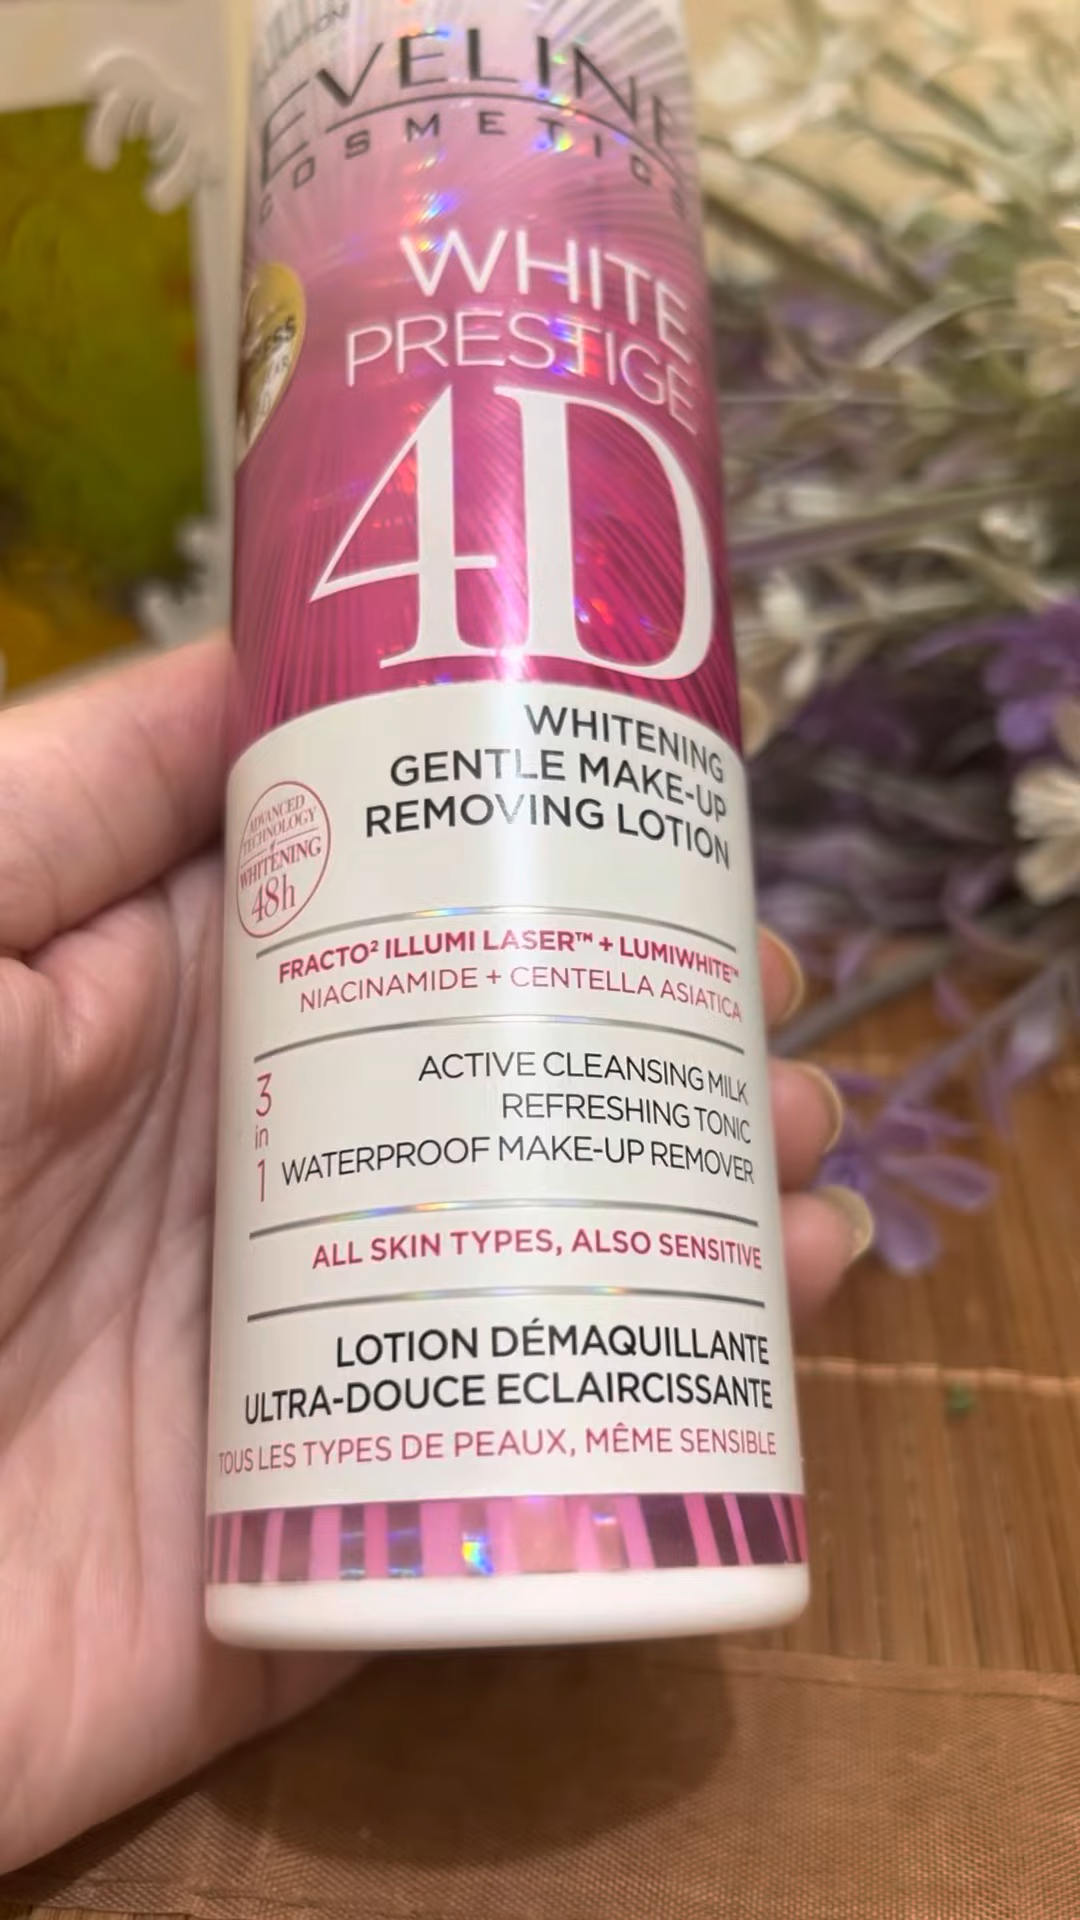 EVELINE
COSMETICS
WHITE
PRESTIGE
4D
WHITENING
GENTLE MAKE-UP
REMOVING LOTION
ADVANCED
TECHNOLOGY
of
WHITENING
48h
FRACTO² ILLUMI LASER™ + LUMIWHITE™
NIACINAMIDE + CENTELLA ASIATICA
3
in
1
ACTIVE CLEANSING MILK
REFRESHING TONIC
WATERPROOF MAKE-UP REMOVER
ALL SKIN TYPES, ALSO SENSITIVE
LOTION DÉMAQUILLANTE
ULTRA-DOUCE ECLAIRCISSANTE
TOUS LES TYPES DE PEAUX, MÊME SENSIBLE